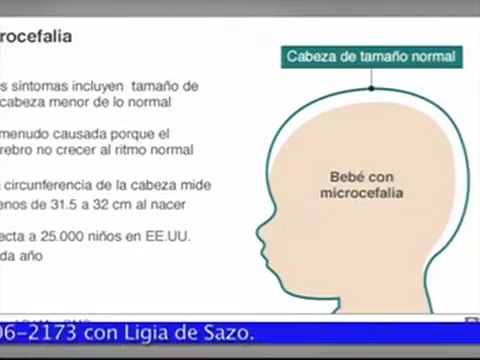 rocefalia
Cabeza de tamaño normal
s síntomas incluyen tamaño de
cabeza menor de lo normal
menudo causada porque el
rebro no crecer al ritmo normal
Bebé con
microcefalia
circunferencia de la cabeza mide
enos de 31.5 a 32 cm al nacer
ecta a 25.000 niños en EE.UU.
da año
06-2173 con Ligia de Sazo.